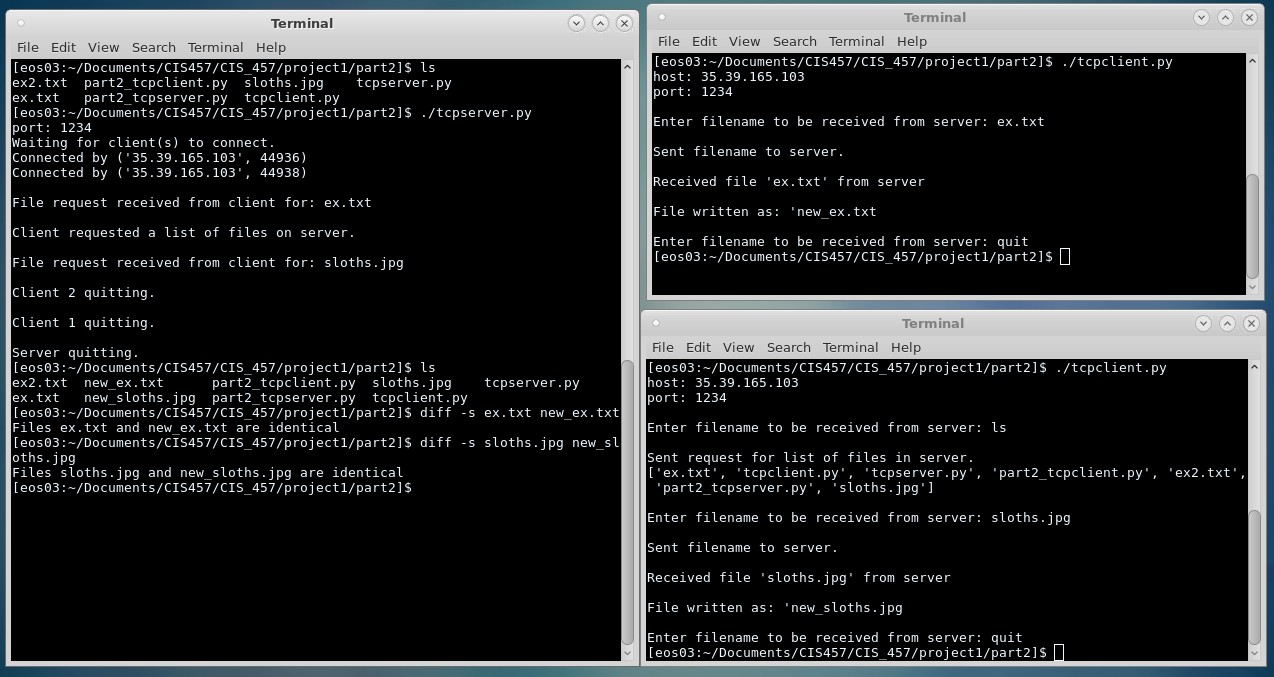 Terminal
File Edit View Search Terminal Help
[eos03:~/Documents/CIS457/CIS_457/project1/part2]$ ls
ex2.txt  part2_tcpclient.py  sloths.jpg    tcpserver.py
ex.txt   part2_tcpserver.py  tcpclient.py
[eos03:~/Documents/CIS457/CIS_457/project1/part2]$ ./tcpserver.py
port: 1234
Waiting for client(s) to connect.
Connected by ('35.39.165.103', 44936)
Connected by ('35.39.165.103', 44938)
File request received from client for: ex.txt
Client requested a list of files on server.
File request received from client for: sloths.jpg
Client 2 quitting.
Client 1 quitting.
Server quitting.
[eos03:~/Documents/CIS457/CIS_457/project1/part2]$ ls
ex2.txt  new_ex.txt      part2_tcpclient.py  sloths.jpg    tcpserver.py
ex.txt   new_sloths.jpg  part2_tcpserver.py  tcpclient.py
[eos03:~/Documents/CIS457/CIS_457/project1/part2]$ diff -s ex.txt new_ex.txt
Files ex.txt and new_ex.txt are identical
[eos03:~/Documents/CIS457/CIS_457/project1/part2]$ diff -s sloths.jpg new_sl
oths.jpg
Files sloths.jpg and new_sloths.jpg are identical
[eos03:~/Documents/CIS457/CIS_457/project1/part2]$
Terminal
File Edit View Search Terminal Help
[eos03:~/Documents/CIS457/CIS_457/project1/part2]$ ./tcpclient.py
host: 35.39.165.103
port: 1234
Enter filename to be received from server: ex.txt
Sent filename to server.
Received file 'ex.txt' from server
File written as: 'new_ex.txt
Enter filename to be received from server: quit
[eos03:~/Documents/CIS457/CIS_457/project1/part2]$
Terminal
File Edit View Search Terminal Help
[eos03:~/Documents/CIS457/CIS_457/project1/part2]$ ./tcpclient.py
host: 35.39.165.103
port: 1234
Enter filename to be received from server: ls
Sent request for list of files in server.
['ex.txt', 'tcpclient.py', 'tcpserver.py', 'part2_tcpclient.py', 'ex2.txt',
 'part2_tcpserver.py', 'sloths.jpg']
Enter filename to be received from server: sloths.jpg
Sent filename to server.
Received file 'sloths.jpg' from server
File written as: 'new_sloths.jpg
Enter filename to be received from server: quit
[eos03:~/Documents/CIS457/CIS_457/project1/part2]$